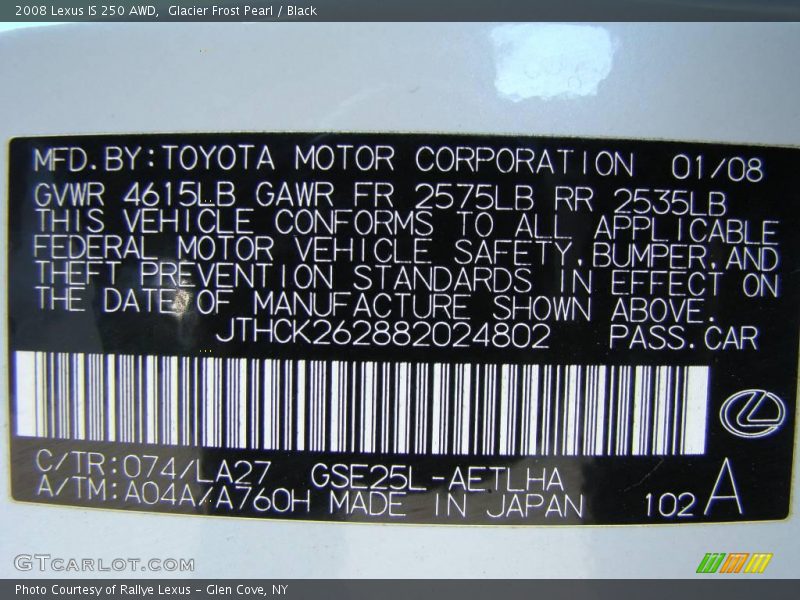 2008 Lexus IS 250 AWD,  Glacier Frost Pearl / Black
MFD.BY:TOYOTA MOTOR CORPORATION 01/08
GVWR 4615LB GAWR FR 2575LB RR 2535LB
THIS VEHICLE CONFORMS TO ALL APPLICABLE
FEDERAL MOTOR VEHICLE SAFETY,BUMPER,AND
THEFT PREVENTION STANDARDS IN EFFECT ON
THE DATE OF MANUFACTURE SHOWN ABOVE.
JTHCK262882024802 PASS.CAR
C/TR:074/LA27 GSE25L-AETLHA
A/TM:A04A/A760H MADE IN JAPAN 102 A
GTCARLOT.COM
Photo Courtesy of Rallye Lexus - Glen Cove, NY